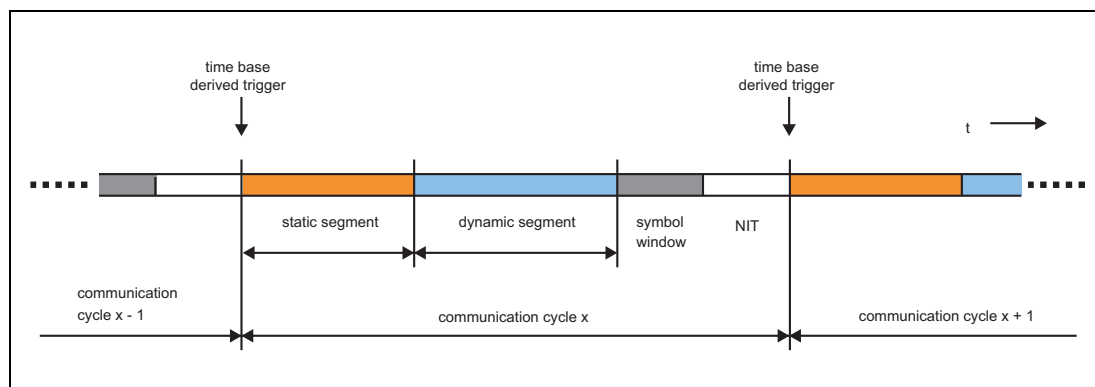 time base
derived trigger
time base
derived trigger
t
static segment
dynamic segment
symbol
window
NIT
communication
cycle x - 1
communication cycle x
communication cycle x + 1